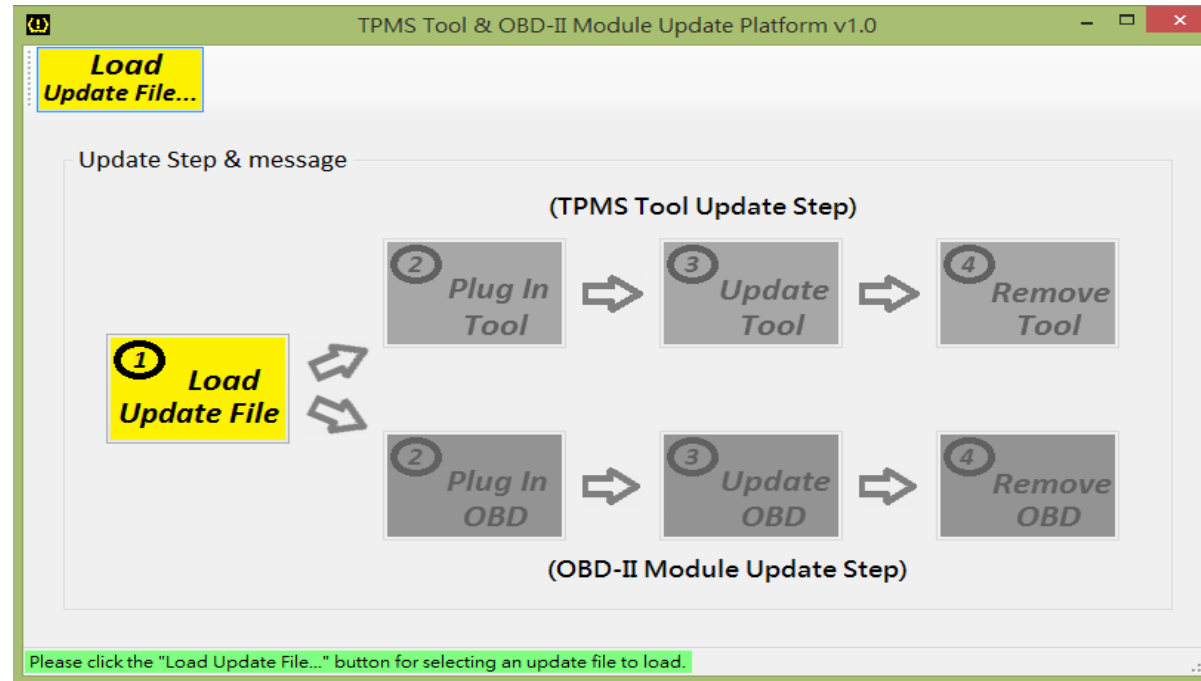 TPMS Tool & OBD-II Module Update Platform v1.0
Load
Update File...
Update Step & message
(TPMS Tool Update Step)
2
Plug In
Tool
3
Update
Tool
4
Remove
Tool
1
Load
Update File
2
Plug In
OBD
3
Update
OBD
4
Remove
OBD
(OBD-II Module Update Step)
Please click the "Load Update File..." button for selecting an update file to load.